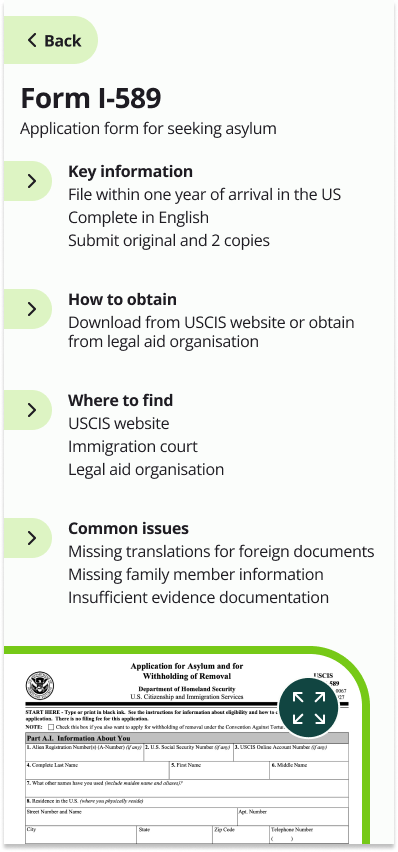 Back
Form I-589
Application form for seeking asylum
Key information
File within one year of arrival in the US
Complete in English
Submit original and 2 copies
How to obtain
Download from USCIS website or obtain
from legal aid organisation
Where to find
USCIS website
Immigration court
Legal aid organisation
Common issues
Missing translations for foreign documents
Missing family member information
Insufficient evidence documentation
Application for Asylum and for
Withholding of Removal
USCIS
Department of Homeland Security
U.S. Citizenship and Immigration Services
START HERE - Type or print in black ink. See the instructions for information about eligibility and how to
application. There is no filing fee for this application.
NOTE: Check this box if you also want to apply for withholding of removal under the Convention Against
Part A.I. Information About You
1. Alien Registration Number(s) (A-Number) (if any) 2. U.S. Social Security Number (if any) 3. USCIS Online Account Number (if any)
4. Complete Last Name 5. First Name 6. Middle Name
7. What other names have you used (include maiden name and aliases)?
8. Residence in the U.S. (where you physically reside)
Street Number and Name Apt. Number
City State Zip Code Telephone Number
( )